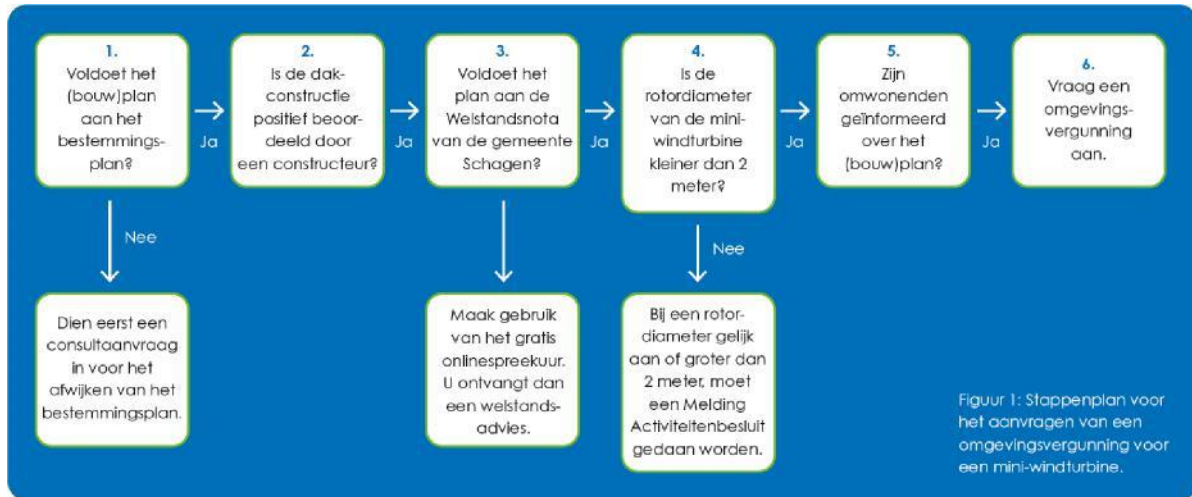 1.
Voldoet het
(bouw)plan
aan het
bestemmings-
plan?
Ja
2.
Is de dak-
constructie
positief beoor-
deeld door
een constructeur?
Ja
3.
Voldoet het
plan aan de
Welstandsnota
van de gemeente
Schagen?
Ja
4.
Is de
rotordiameter
van de mini-
windturbine
kleiner dan 2
meter?
Ja
5.
Zijn
omwonenden
geïnformeerd
over het
(bouw)plan?
Ja
6.
Vraag een
omgevings-
vergunning
aan.
Nee
Dien eerst een
consultaanvraag
in voor het
afwijken van het
bestemmingsplan.
Maak gebruik
van het gratis
onlinespreekuur.
U ontvangt dan
een welstands-
advies.
Nee
Bij een rotor-
diameter gelijk
aan of groter dan
2 meter, moet
een Melding
Activiteitenbesluit
gedaan worden.
Figuur 1: Stappenplan voor
het aanvragen van een
omgevingsvergunning voor
een mini-windturbine.